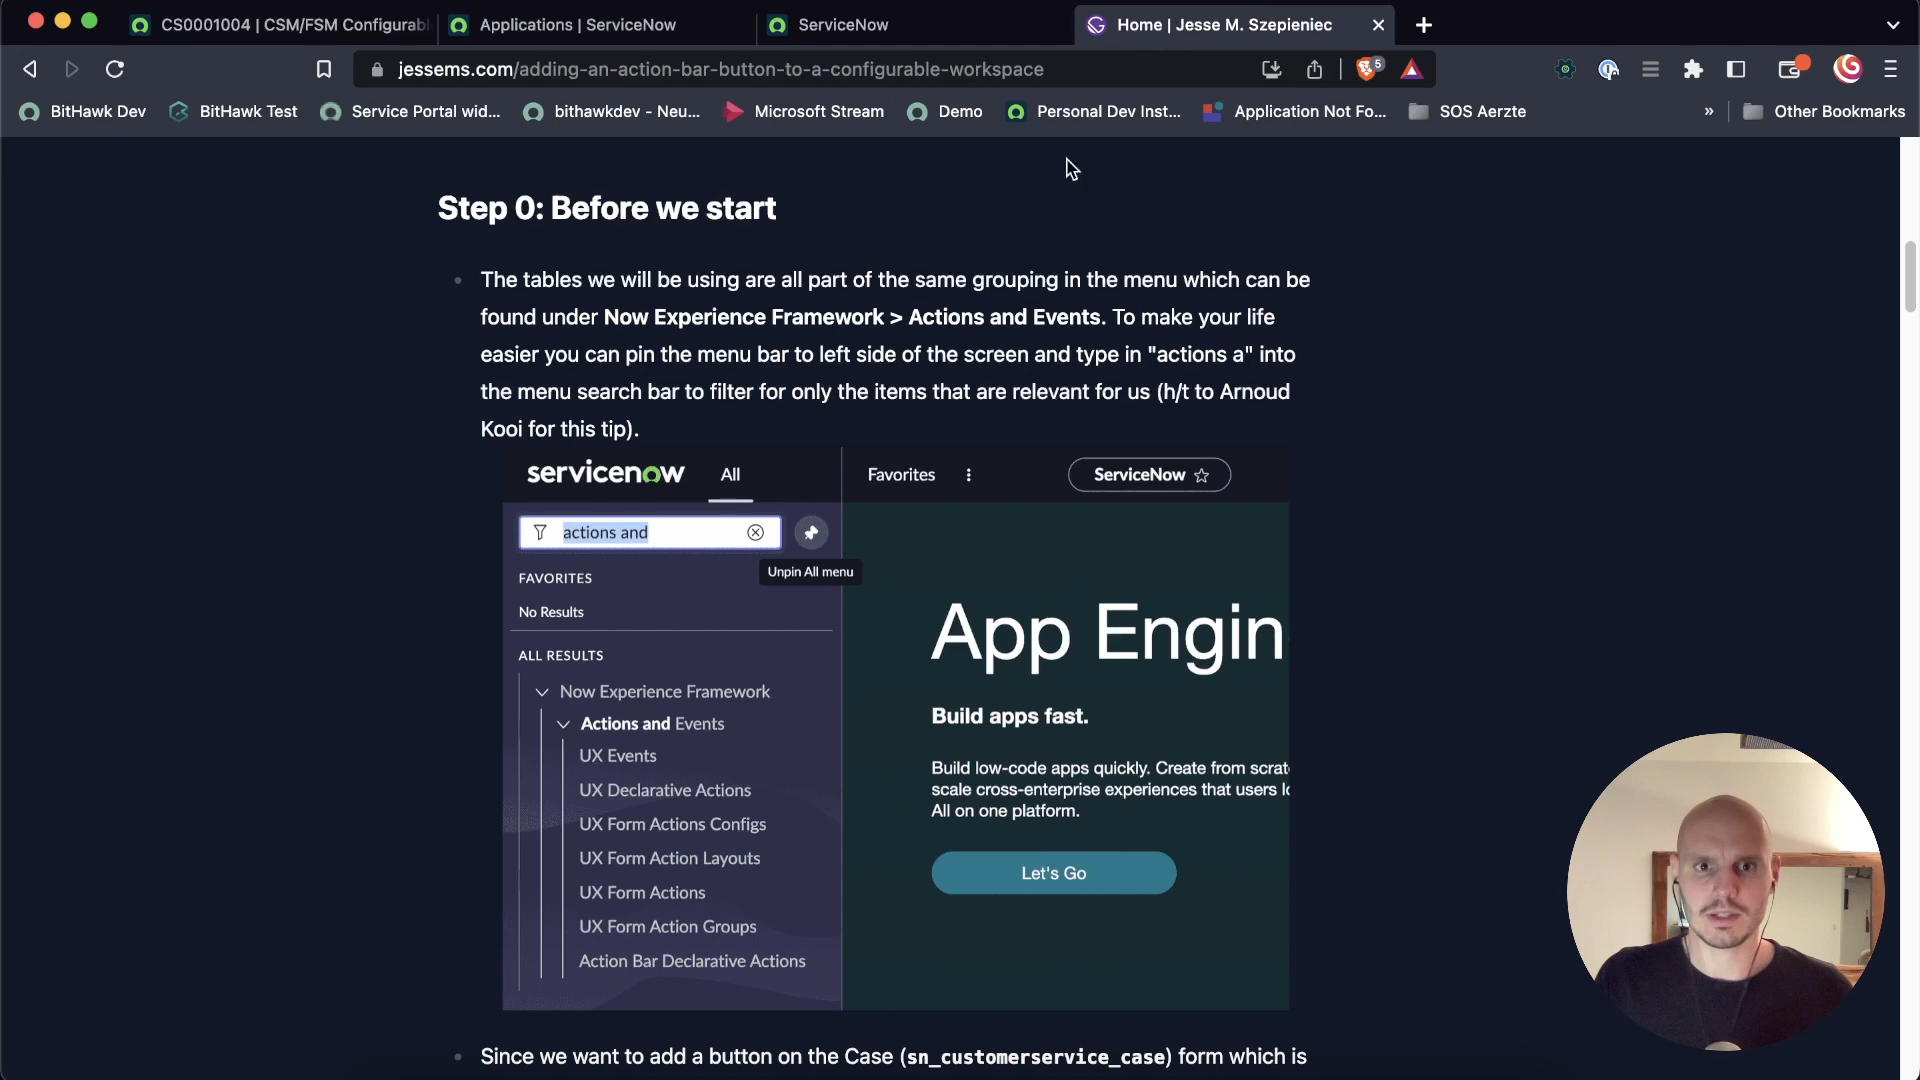 CS0001004 | CSM/FSM Configurabl
Applications | ServiceNow
ServiceNow
Home | Jesse M. Szepieniec
jessems.com/adding-an-action-bar-button-to-a-configurable-workspace
5
BitHawk Dev
BitHawk Test
Service Portal wid...
bithawkdev - Neu...
Microsoft Stream
Demo
Personal Dev Inst...
Application Not Fo...
SOS Aerzte
»
Other Bookmarks
Step 0: Before we start
The tables we will be using are all part of the same grouping in the menu which can be
found under Now Experience Framework > Actions and Events. To make your life
easier you can pin the menu bar to left side of the screen and type in "actions a" into
the menu search bar to filter for only the items that are relevant for us (h/t to Arnoud
Kooi for this tip).
servicenow
All
Favorites
ServiceNow
actions and
Unpin All menu
FAVORITES
No Results
ALL RESULTS
Now Experience Framework
Actions and Events
UX Events
UX Declarative Actions
UX Form Actions Configs
UX Form Action Layouts
UX Form Actions
UX Form Action Groups
Action Bar Declarative Actions
App Engin
Build apps fast.
Build low-code apps quickly. Create from scrat
scale cross-enterprise experiences that users l
All on one platform.
Let's Go
Since we want to add a button on the Case (sn_customerservice_case) form which is